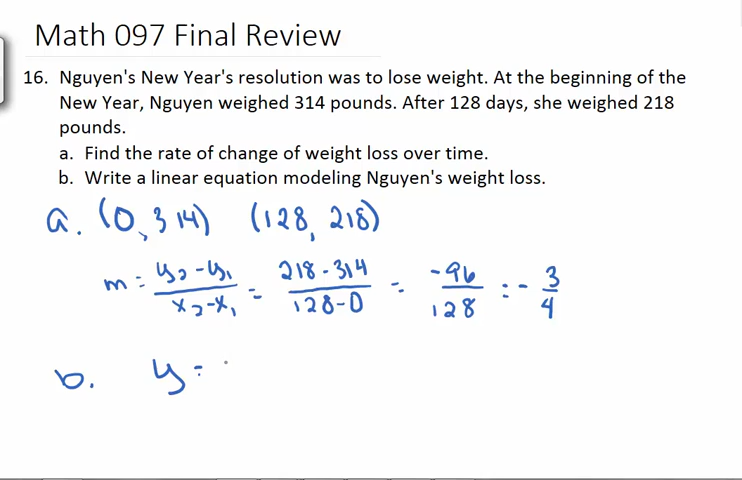 Math 097 Final Review
16. Nguyen's New Year's resolution was to lose weight. At the beginning of the
New Year, Nguyen weighed 314 pounds. After 128 days, she weighed 218
pounds.
a. Find the rate of change of weight loss over time.
b. Write a linear equation modeling Nguyen's weight loss.
a. (0, 314) (128, 218)
m = (y₂ - y₁)/(x₂ - x₁) = (218 - 314)/(128 - 0) = -96/128 = - 3/4
b. y =